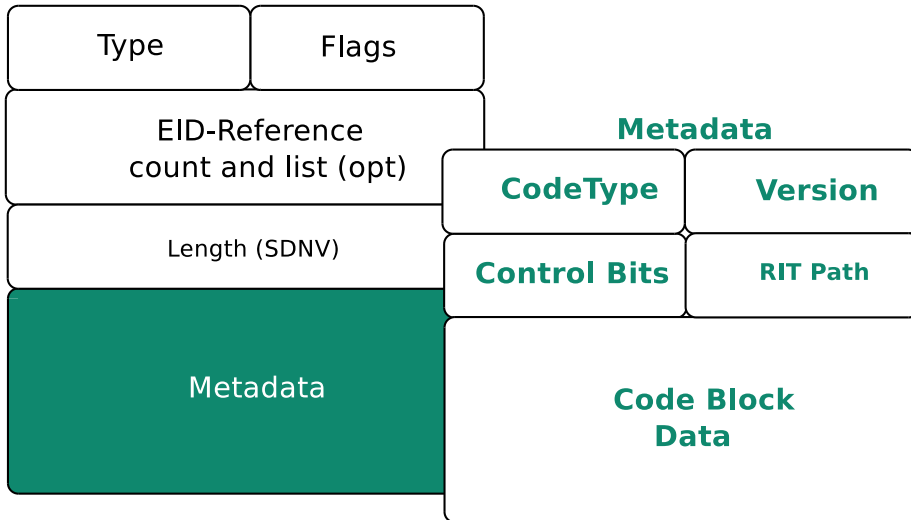 Type
Flags
EID-Reference
count and list (opt)
Length (SDNV)
Metadata
Metadata
CodeType
Version
Control Bits
RIT Path
Code Block
Data